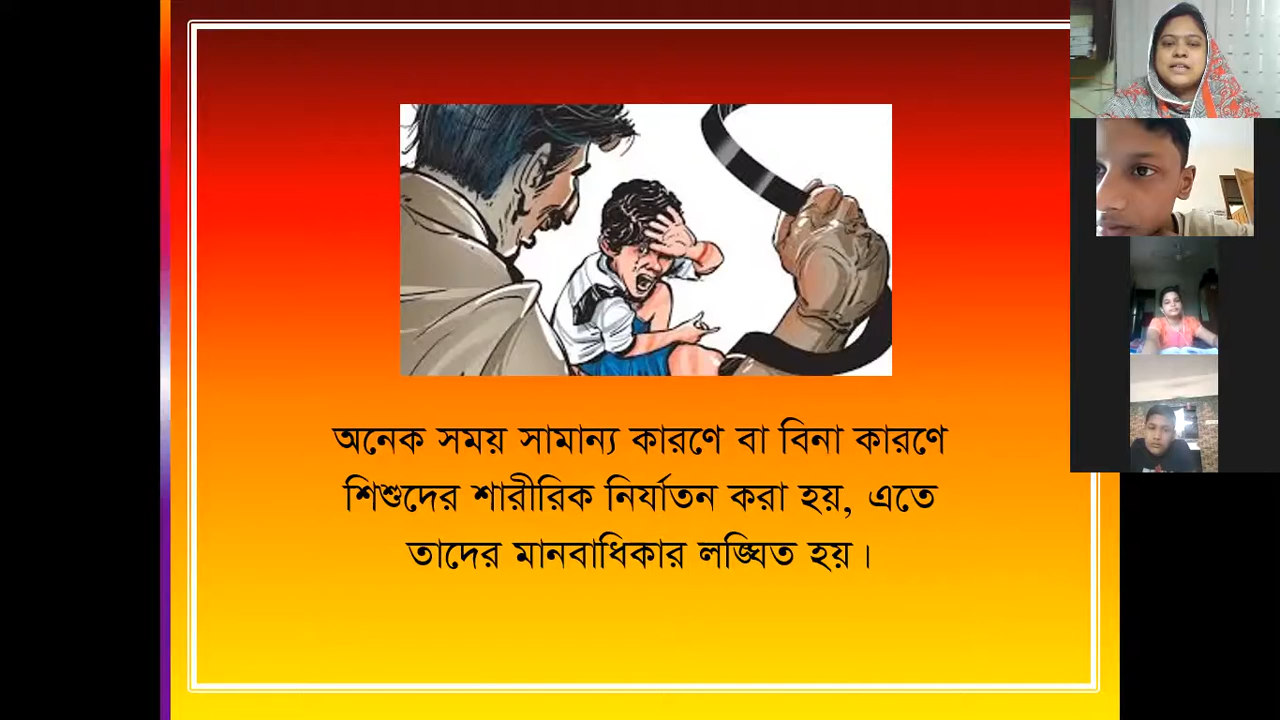 অনেক সময় সামান্য কারণে বা বিনা কারণে
শিশুদের শারীরিক নির্যাতন করা হয়, এতে
তাদের মানবাধিকার লঙ্ঘিত হয়।